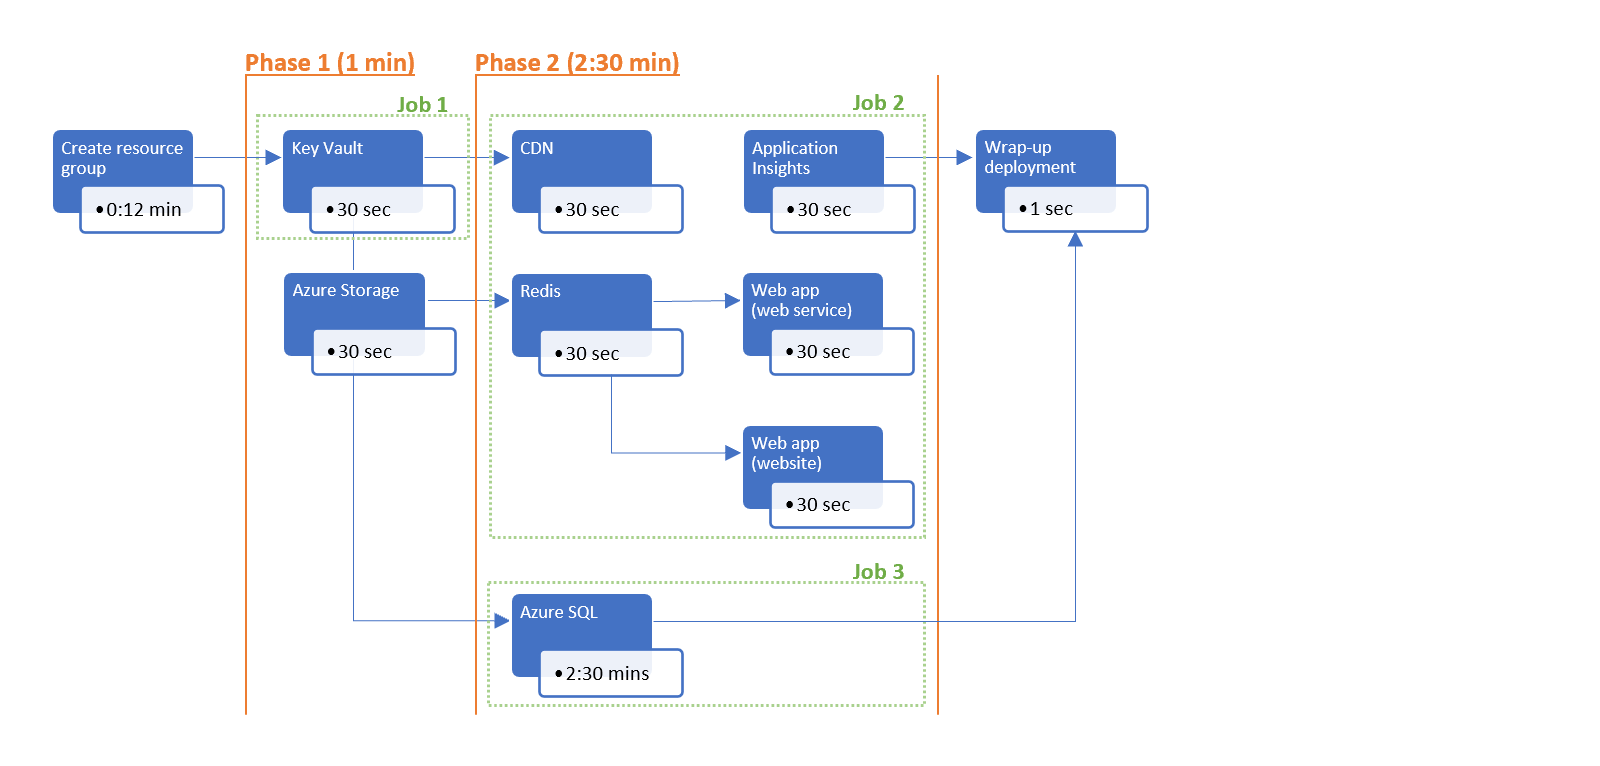 Phase 1 (1 min)
Phase 2 (2:30 min)
Job 1
Job 2
Create resource
group
•0:12 min
Key Vault
•30 sec
CDN
•30 sec
Application
Insights
•30 sec
Wrap-up
deployment
•1 sec
Azure Storage
•30 sec
Redis
•30 sec
Web app
(web service)
•30 sec
Web app
(website)
•30 sec
Job 3
Azure SQL
•2:30 mins